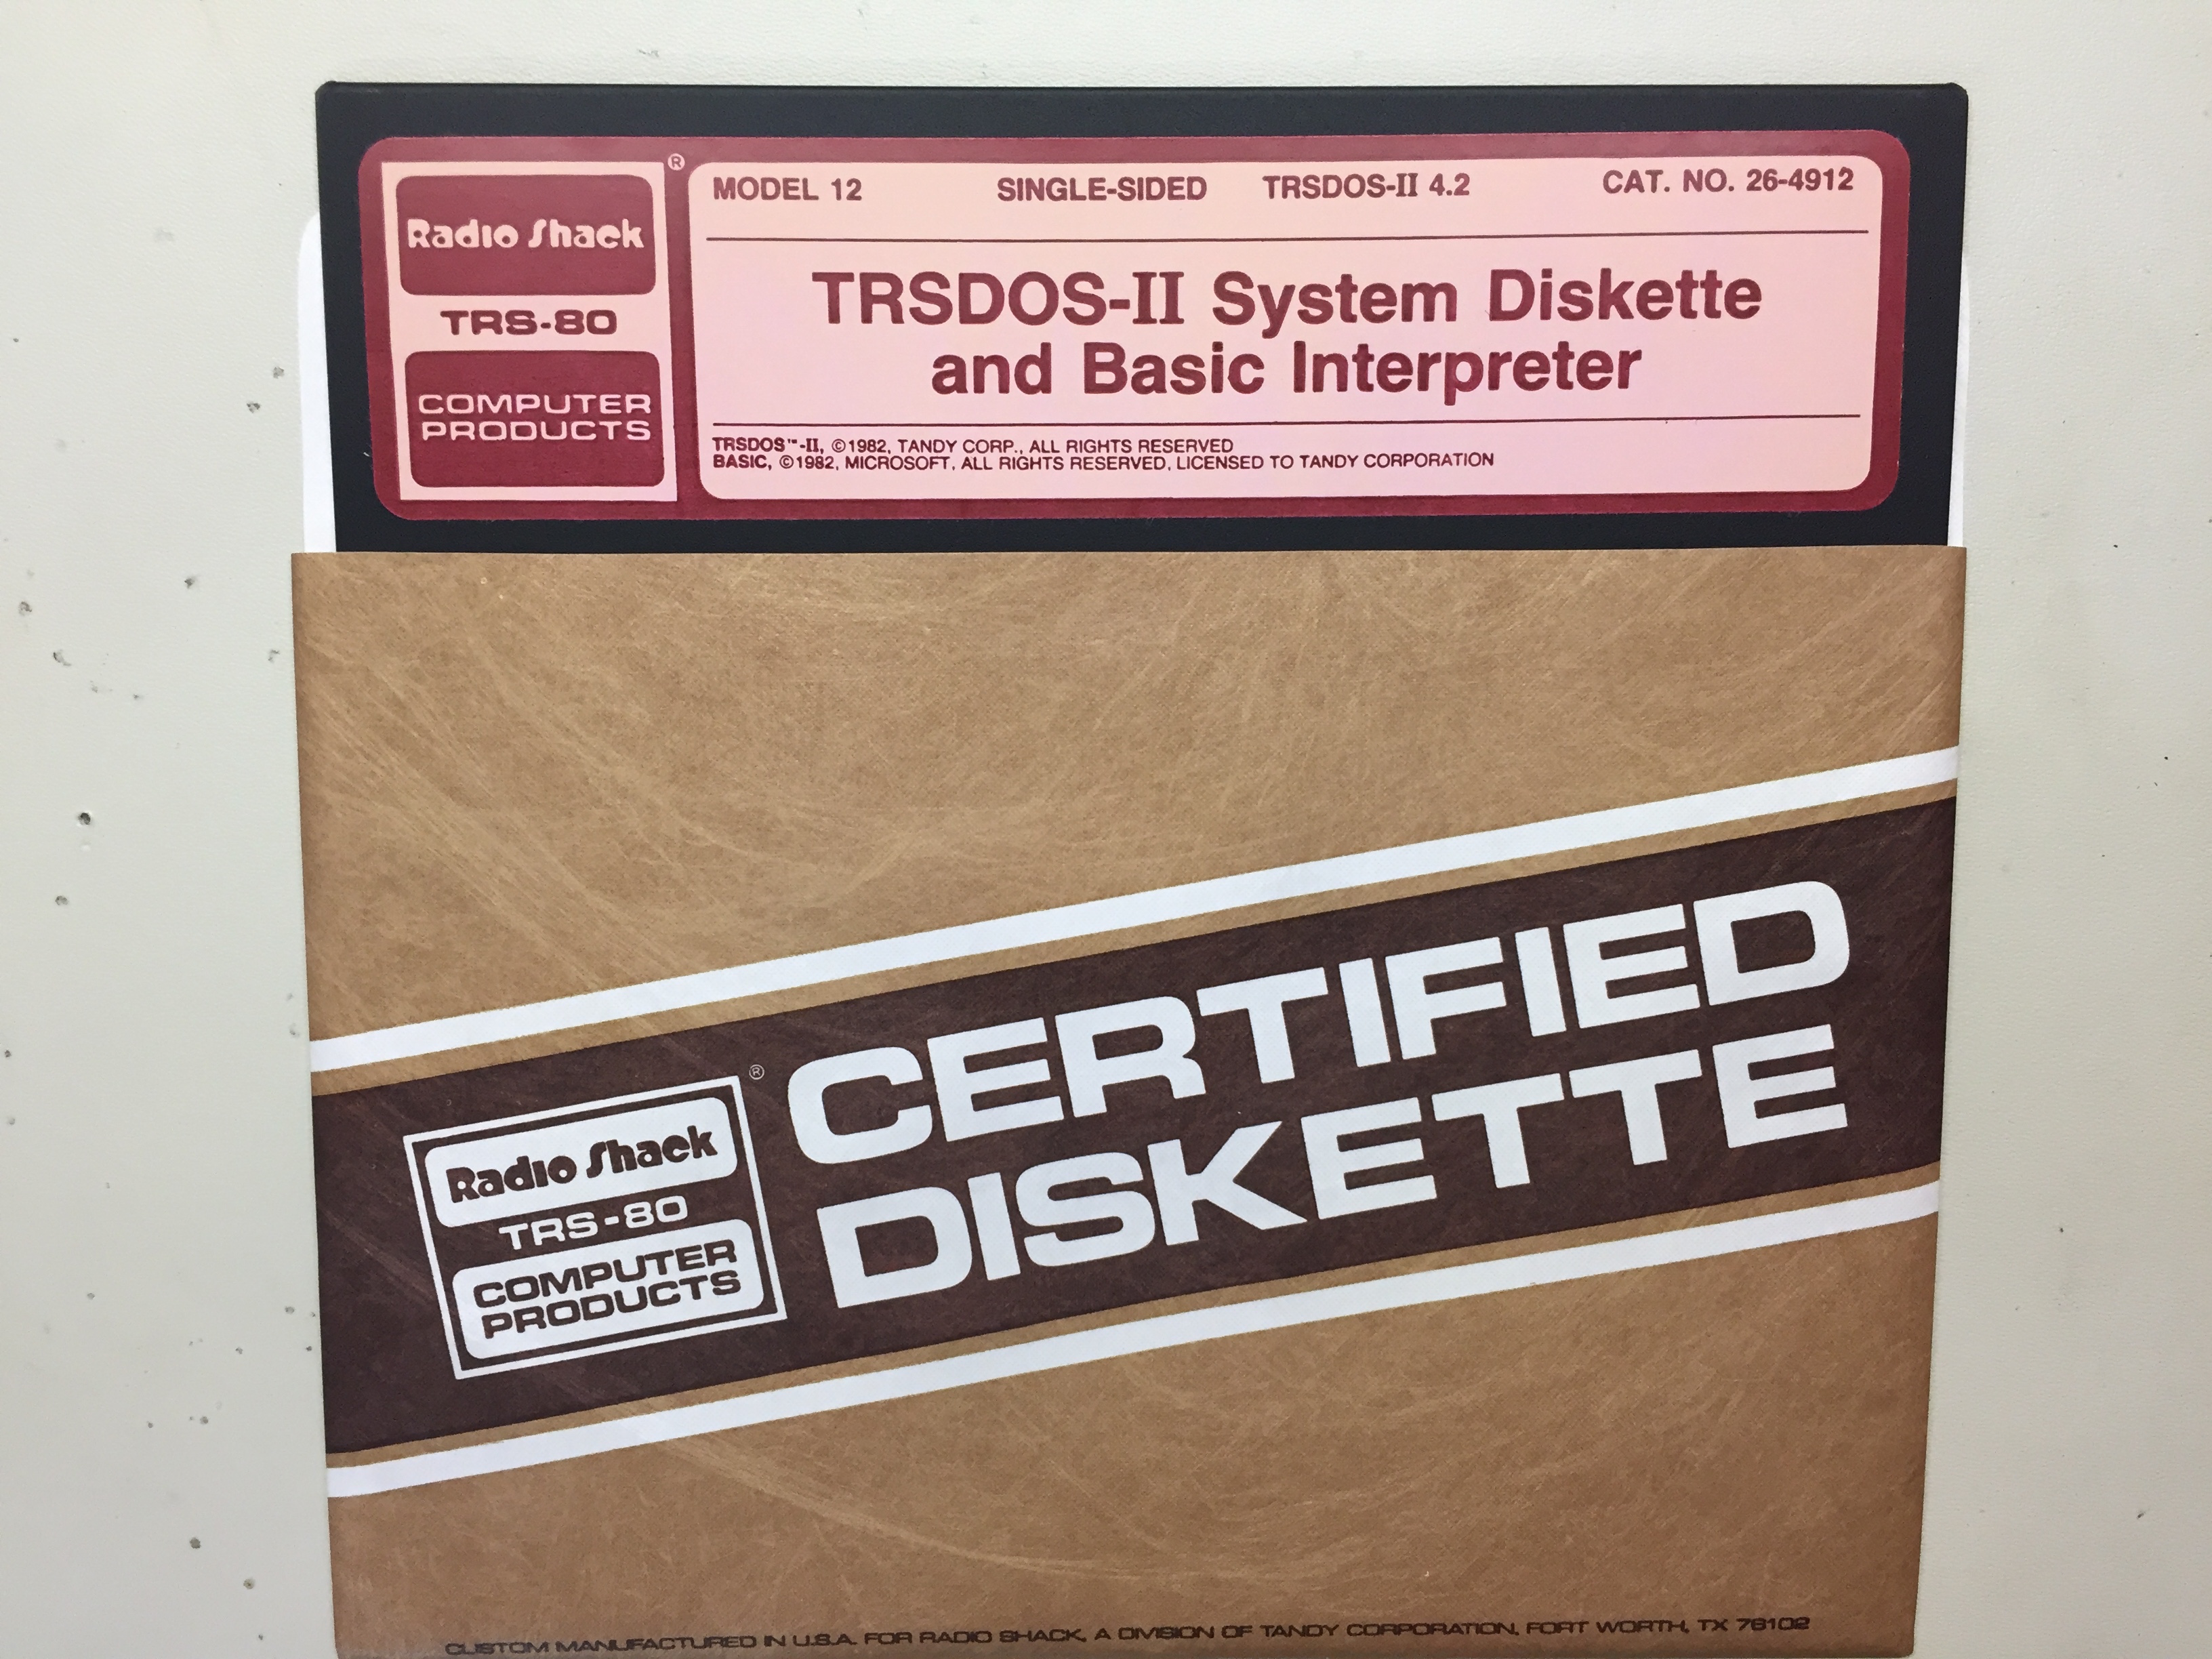 Radio Shack
®
TRS-80
COMPUTER
PRODUCTS
MODEL 12 SINGLE-SIDED TRSDOS-II 4.2 CAT. NO. 26-4912
TRSDOS-II System Diskette
and Basic Interpreter
TRSDOS™-II, ©1982, TANDY CORP., ALL RIGHTS RESERVED
BASIC, ©1982, MICROSOFT, ALL RIGHTS RESERVED, LICENSED TO TANDY CORPORATION
Radio Shack
®
TRS-80
COMPUTER
PRODUCTS
CERTIFIED
DISKETTE
CUSTOM MANUFACTURED IN U.S.A. FOR RADIO SHACK, A DIVISION OF TANDY CORPORATION, FORT WORTH, TX 76102